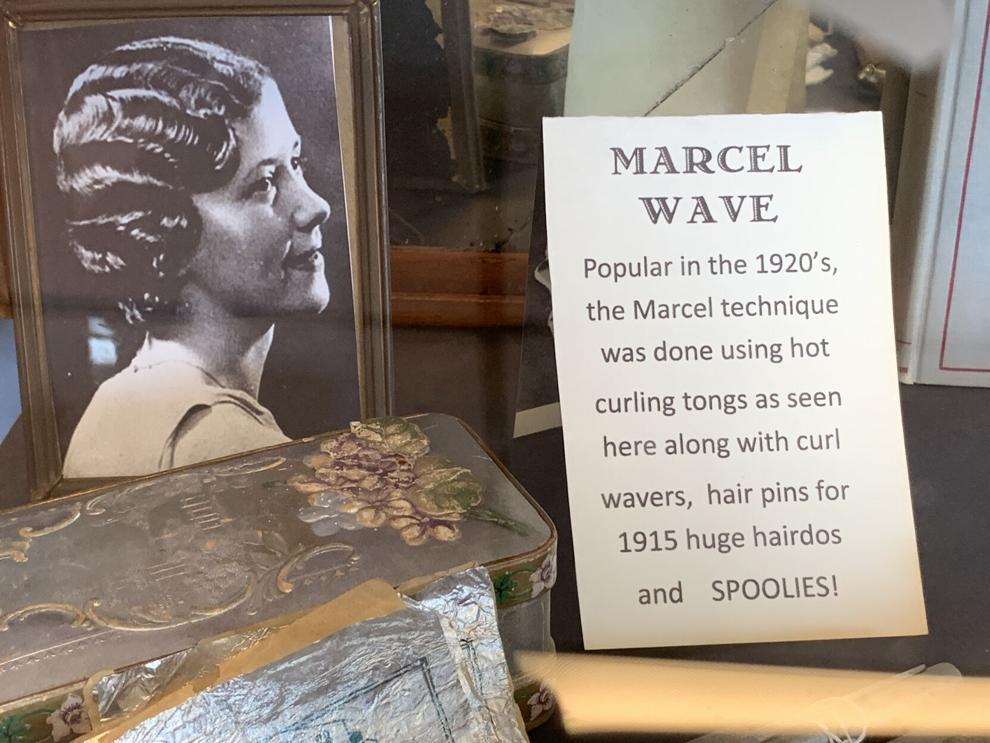 MARCEL
WAVE
Popular in the 1920's,
the Marcel technique
was done using hot
curling tongs as seen
here along with curl
wavers, hair pins for
1915 huge hairdos
and SPOOLIES!